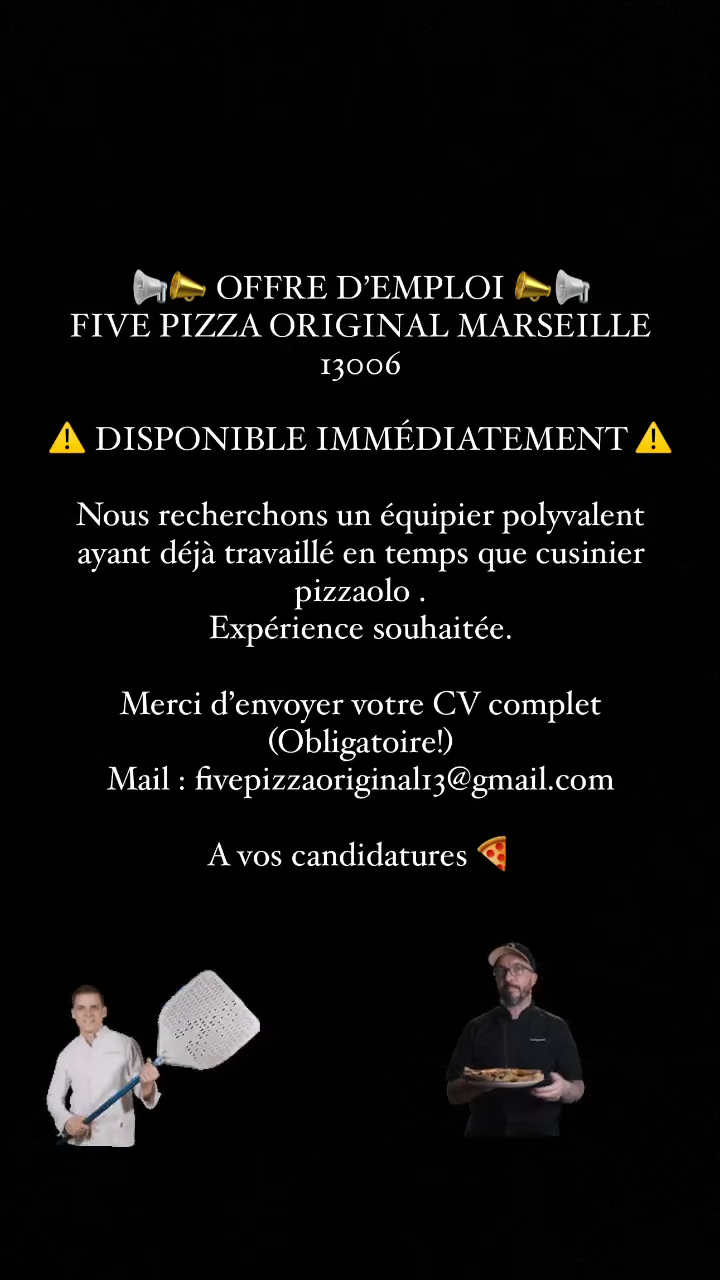 📢📣 OFFRE D’EMPLOI 📣📢
FIVE PIZZA ORIGINAL MARSEILLE
13006
⚠️ DISPONIBLE IMMÉDIATEMENT ⚠️
Nous recherchons un équipier polyvalent
ayant déjà travaillé en temps que cusinier
pizzaolo .
Expérience souhaitée.
Merci d’envoyer votre CV complet
(Obligatoire!)
Mail : fivepizzaoriginal13@gmail.com
A vos candidatures 🍕